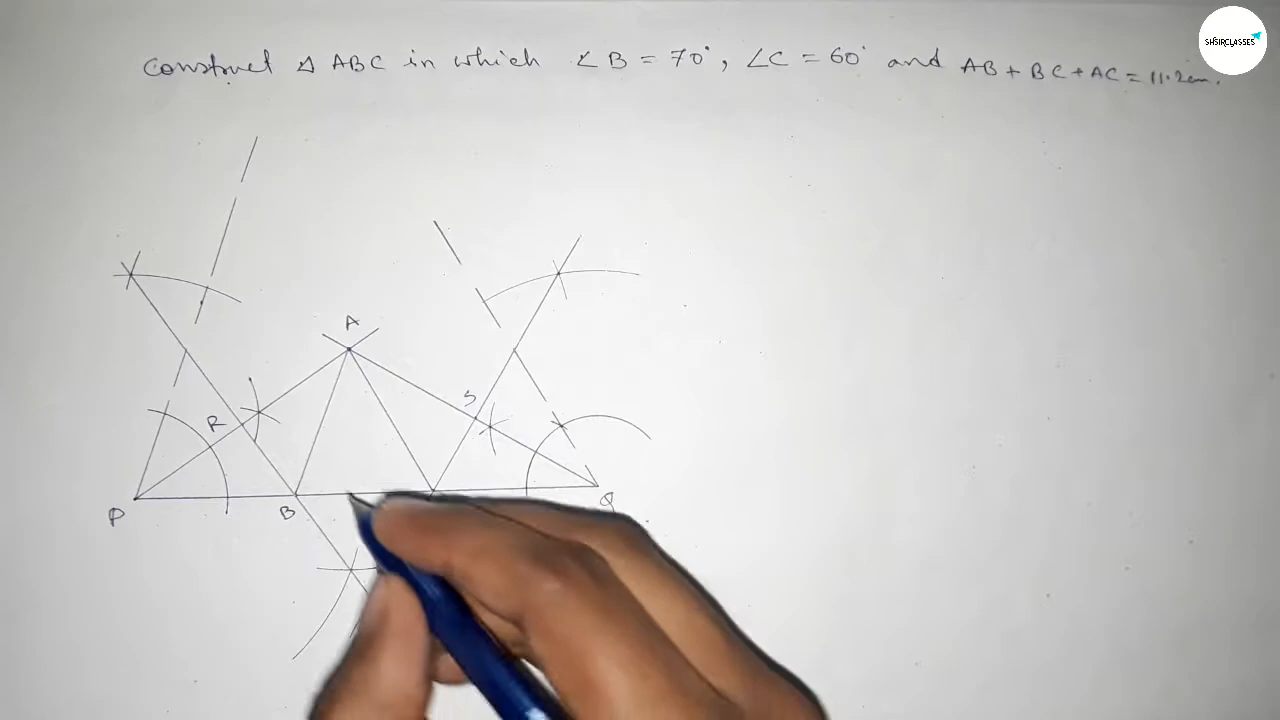 SHSIRCLASSES
Construct △ ABC in which ∠B = 70°, ∠C = 60° and AB + BC + AC = 11.2cm.
A
R
S
P
B
Q